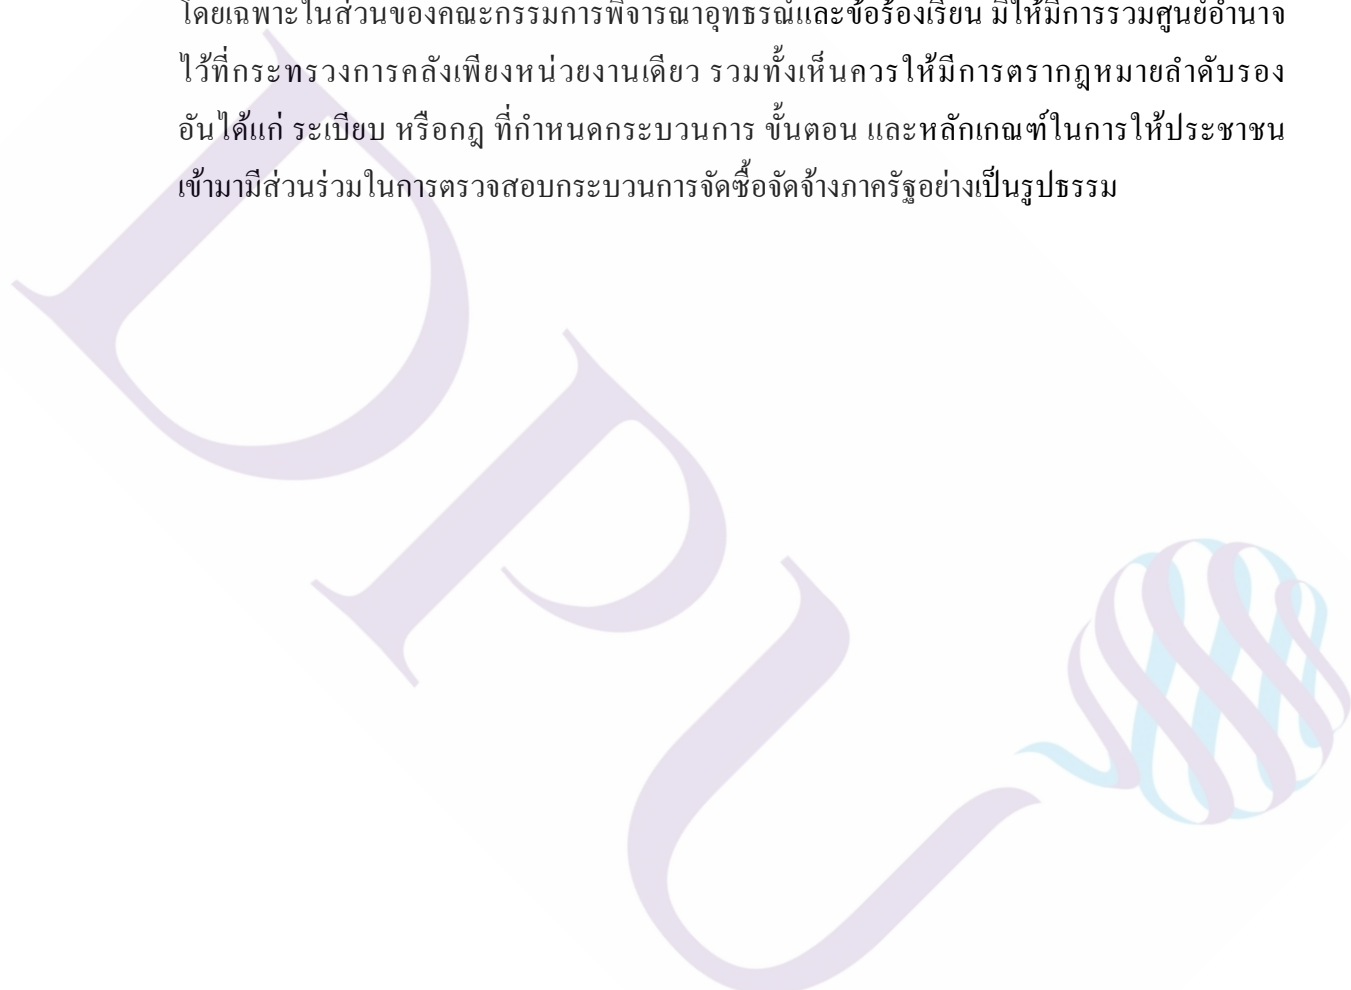 โดยเฉพาะในส่วนของคณะกรรมการพิจารณาอุทธรณ์และข้อร้องเรียน มิให้มีการรวมศูนย์อำนาจ
ไว้ที่กระทรวงการคลังเพียงหน่วยงานเดียว รวมทั้งเห็นควรให้มีการตรากฎหมายลำดับรอง
อันได้แก่ ระเบียบ หรือกฎ ที่กำหนดกระบวนการ ขั้นตอน และหลักเกณฑ์ในการให้ประชาชน
เข้ามามีส่วนร่วมในการตรวจสอบกระบวนการจัดซื้อจัดจ้างภาครัฐอย่างเป็นรูปธรรม
DPU